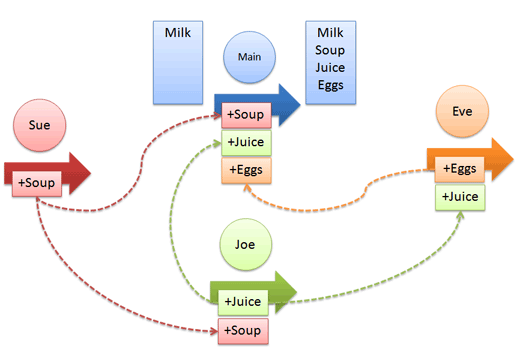 Milk
Main
Milk
Soup
Juice
Eggs
Sue
+Soup
+Soup
+Juice
+Eggs
Eve
+Eggs
+Juice
Joe
+Juice
+Soup